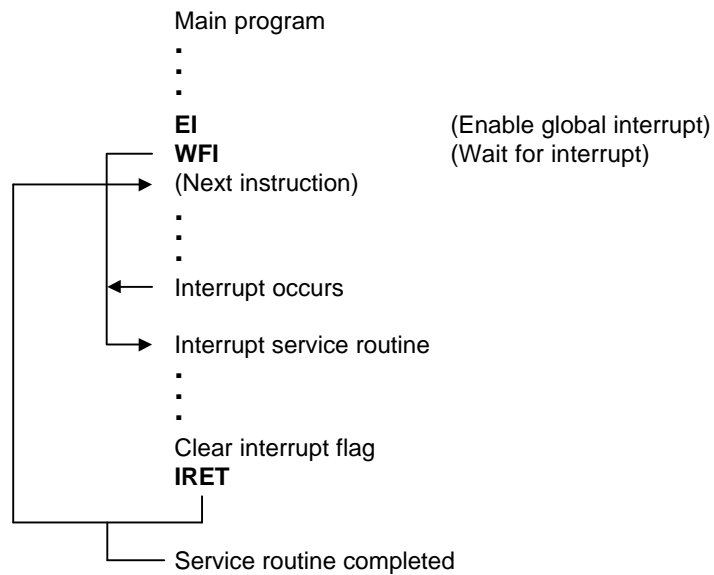 Main program
EI (Enable global interrupt)
WFI (Wait for interrupt)
(Next instruction)
Interrupt occurs
Interrupt service routine
Clear interrupt flag
IRET
Service routine completed